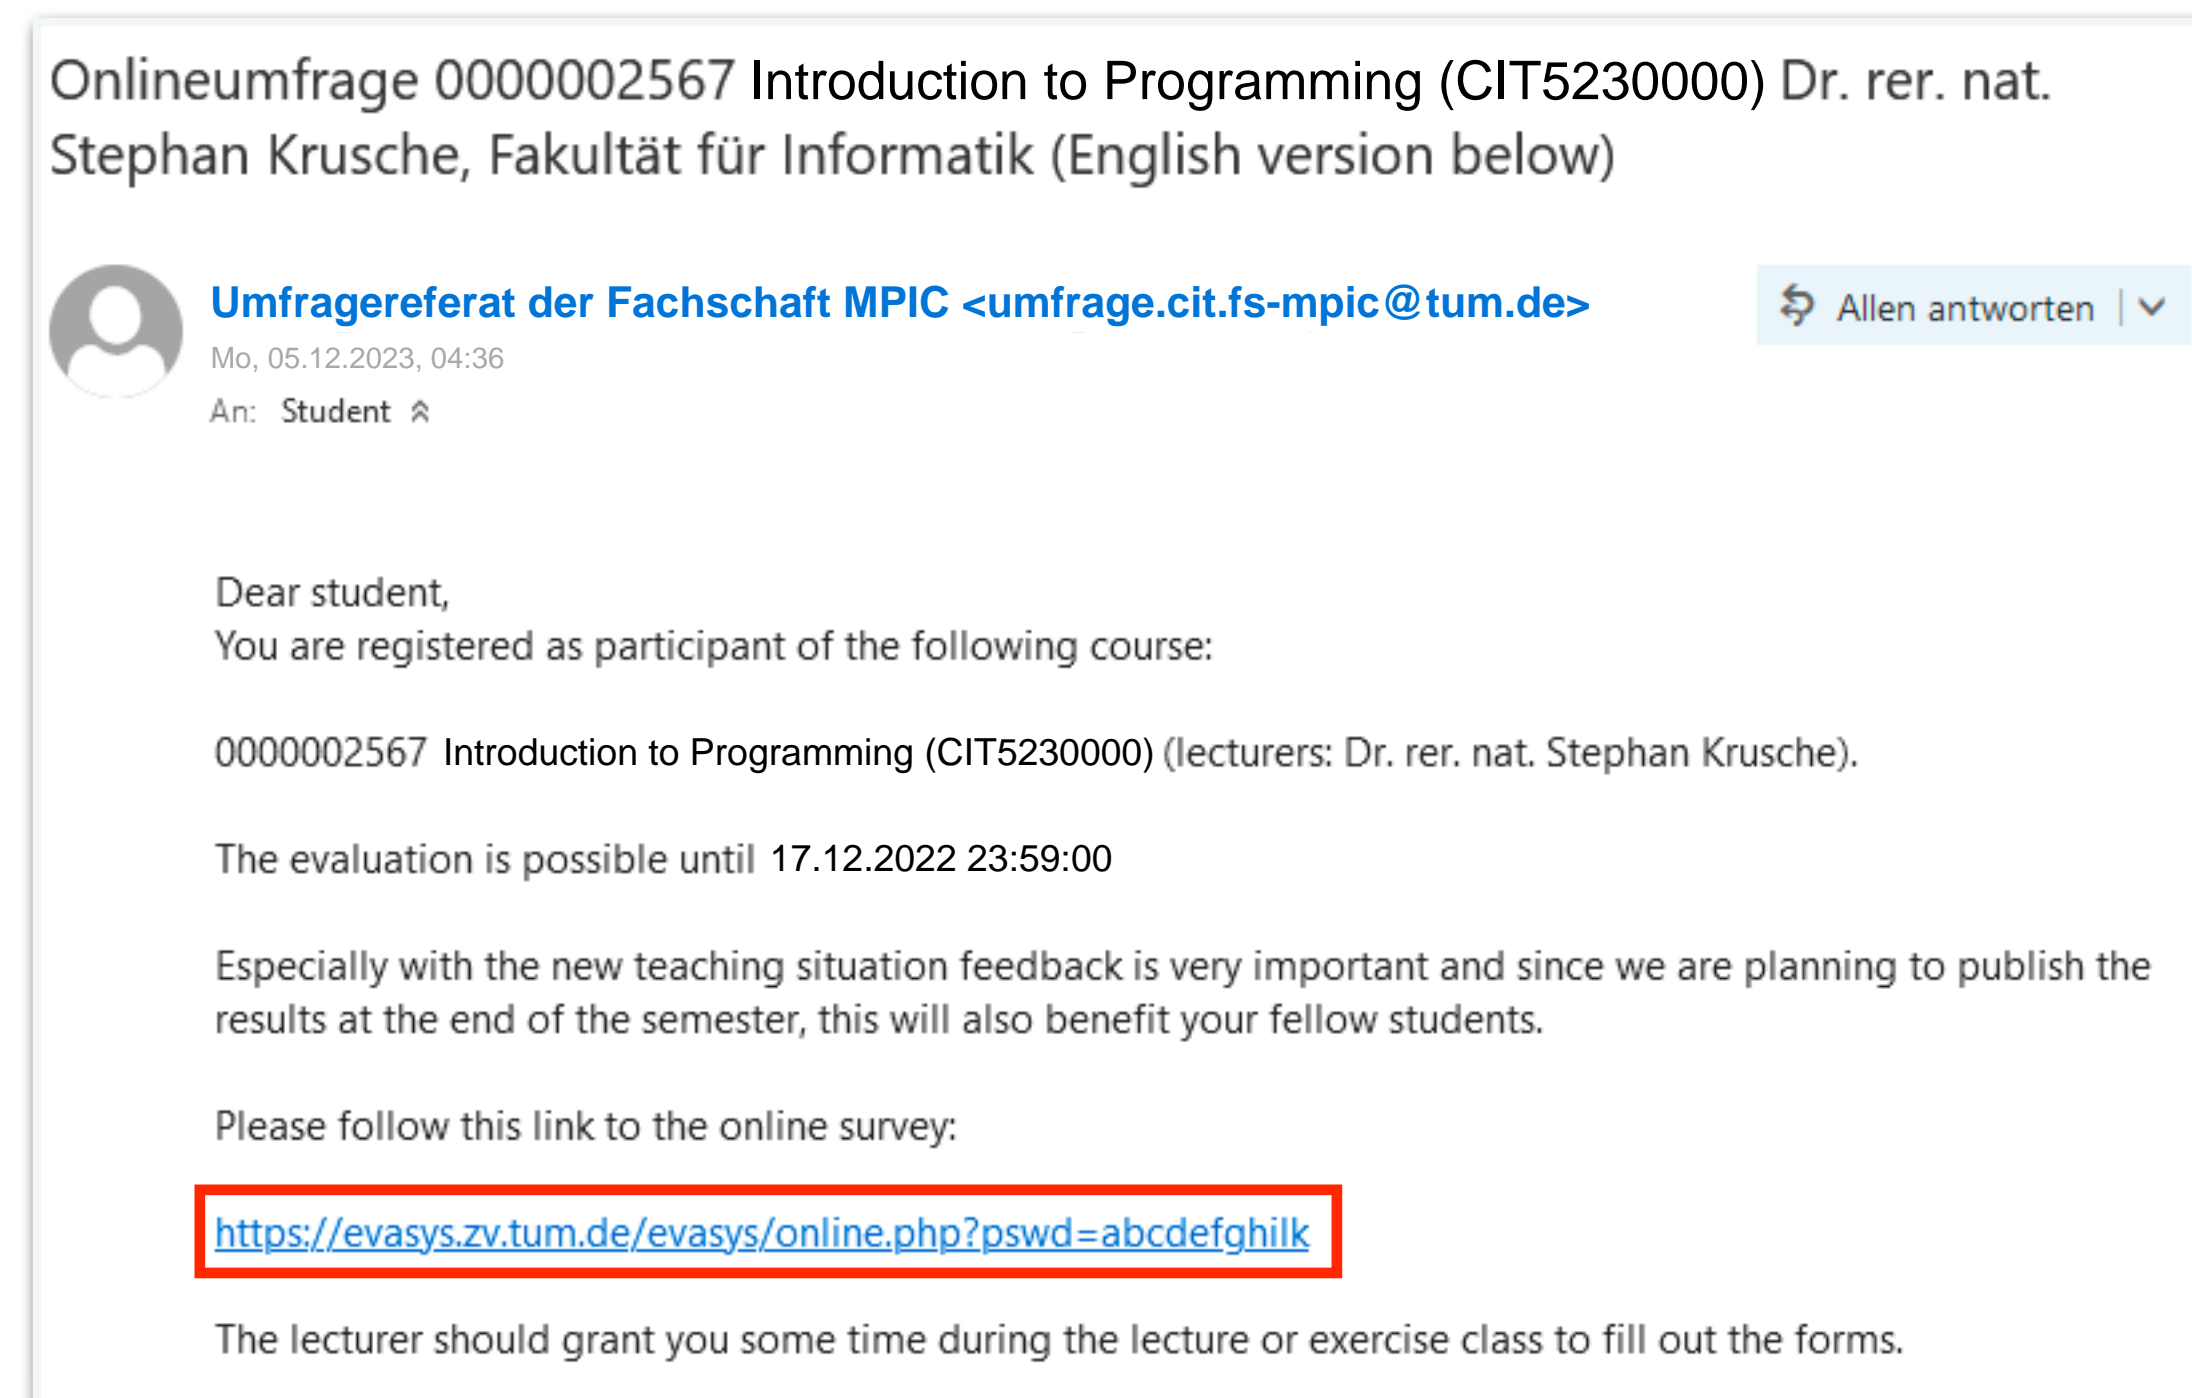 Onlineumfrage 0000002567 Introduction to Programming (CIT5230000) Dr. rer. nat.
Stephan Krusche, Fakultät für Informatik (English version below)
Umfragereferat der Fachschaft MPIC <umfrage.cit.fs-mpic@tum.de>
Allen antworten
Mo, 05.12.2023, 04:36
An: Student
Dear student,
You are registered as participant of the following course:
0000002567 Introduction to Programming (CIT5230000) (lecturers: Dr. rer. nat. Stephan Krusche).
The evaluation is possible until 17.12.2022 23:59:00
Especially with the new teaching situation feedback is very important and since we are planning to publish the
results at the end of the semester, this will also benefit your fellow students.
Please follow this link to the online survey:
https://evasys.zv.tum.de/evasys/online.php?pswd=abcdefghilk
The lecturer should grant you some time during the lecture or exercise class to fill out the forms.